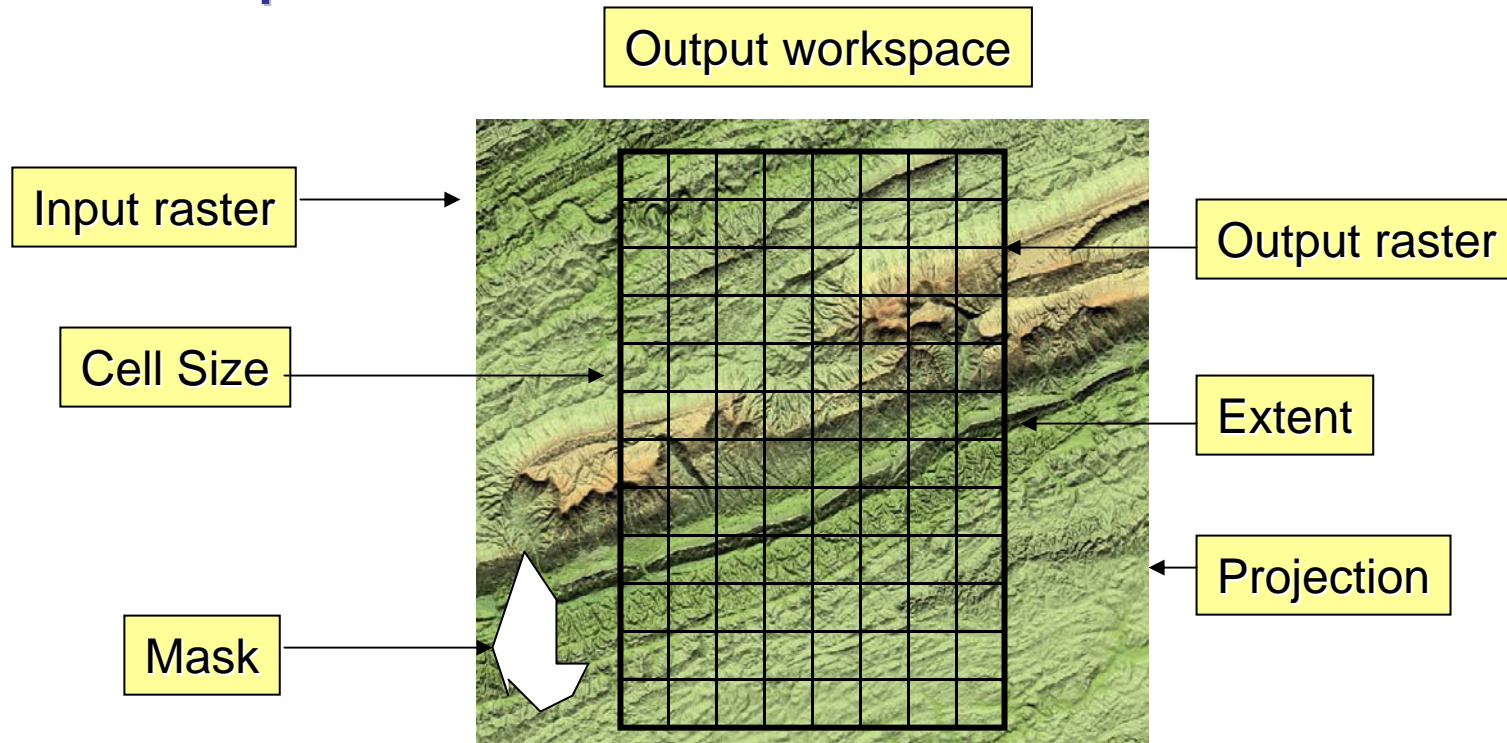 Output workspace
Input raster
Output raster
Cell Size
Extent
Projection
Mask